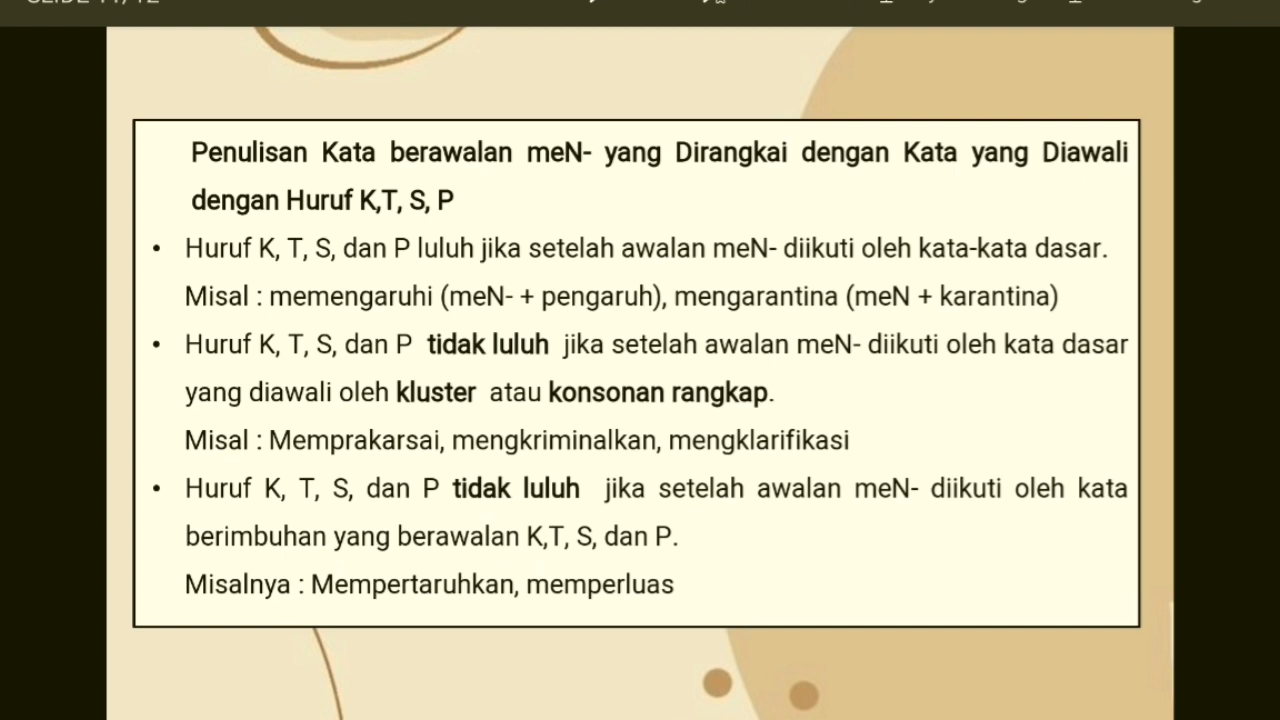 Penulisan Kata berawalan meN- yang Dirangkai dengan Kata yang Diawali
dengan Huruf K,T, S, P
• Huruf K, T, S, dan P luluh jika setelah awalan meN- diikuti oleh kata-kata dasar.
Misal : memengaruhi (meN- + pengaruh), mengarantina (meN + karantina)
• Huruf K, T, S, dan P tidak luluh jika setelah awalan meN- diikuti oleh kata dasar
yang diawali oleh kluster atau konsonan rangkap.
Misal : Memprakarsai, mengkriminalkan, mengklarifikasi
• Huruf K, T, S, dan P tidak luluh jika setelah awalan meN- diikuti oleh kata
berimbuhan yang berawalan K,T, S, dan P.
Misalnya : Mempertaruhkan, memperluas